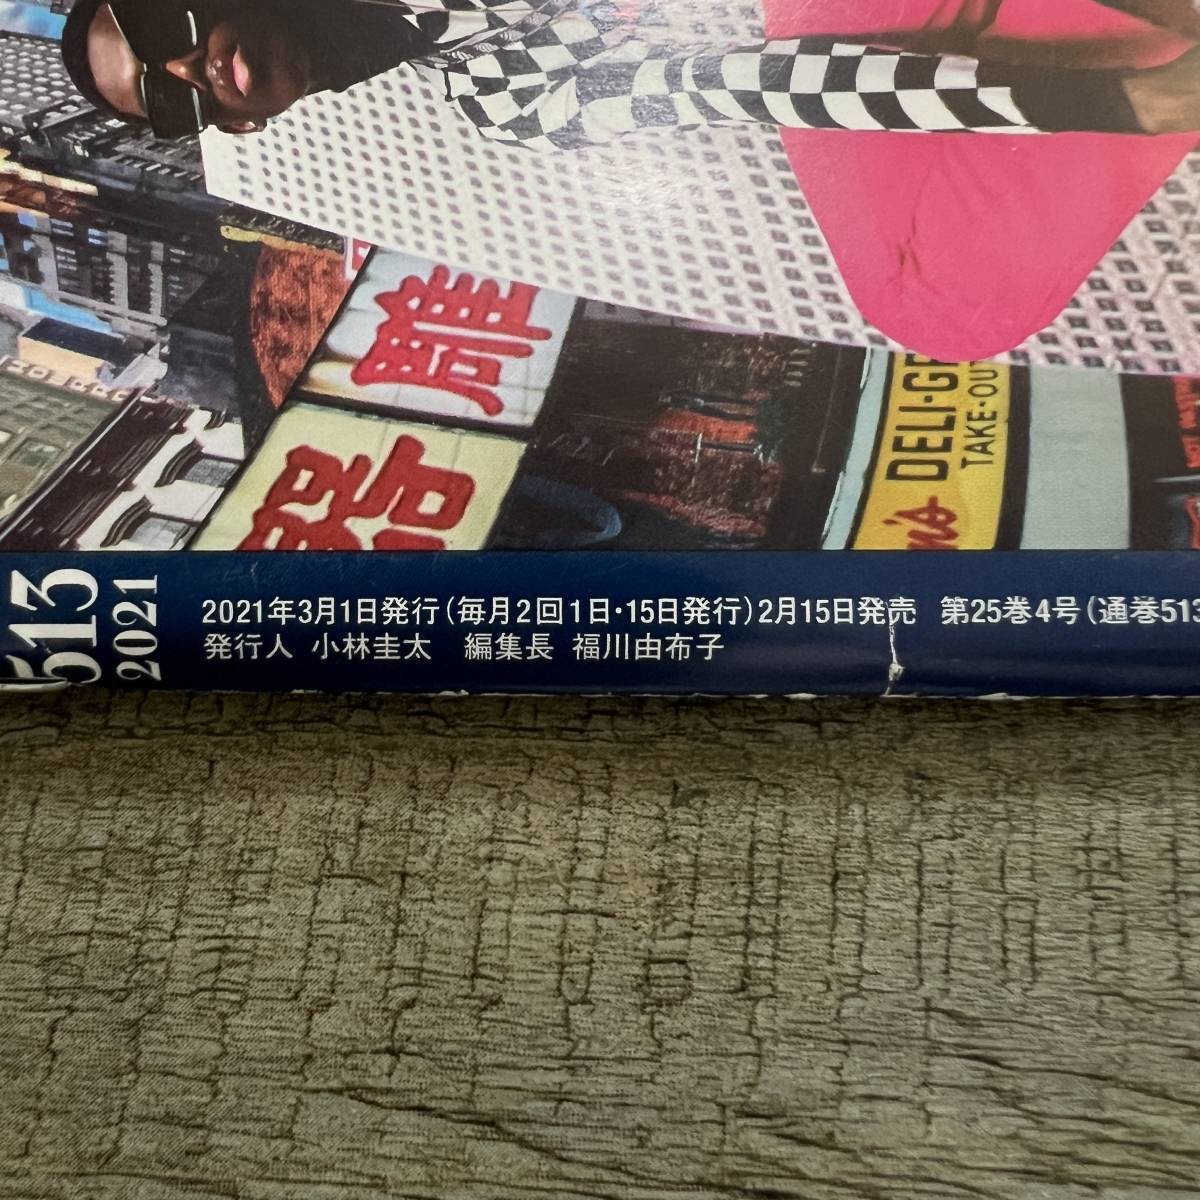 雕
DELI-G
TAKE-OU
n's
513
2021
2021年3月1日発行(毎月2回1日・15日発行)2月15日発売 第25巻4号(通巻513
発行人 小林圭太 編集長 福川由布子